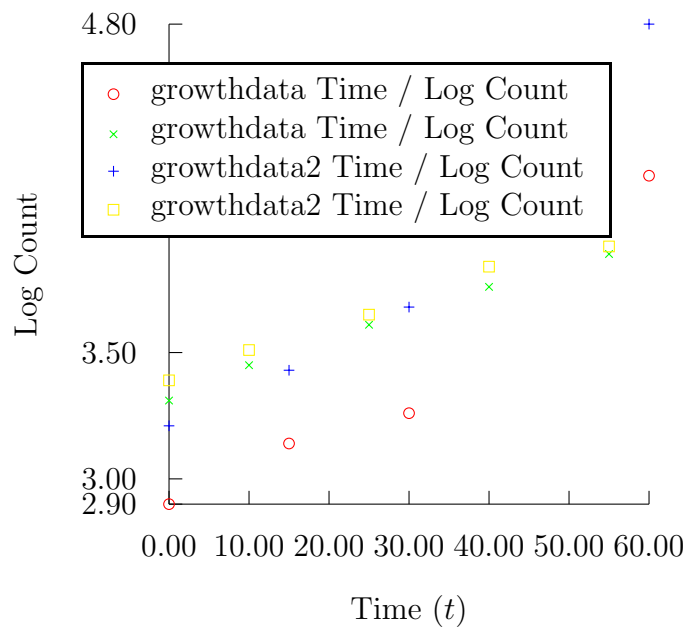 4.80
growthdata Time / Log Count
growthdata Time / Log Count
growthdata2 Time / Log Count
growthdata2 Time / Log Count
Log Count
3.50
3.00
2.90
0.00 10.00 20.00 30.00 40.00 50.00 60.00
Time (t)